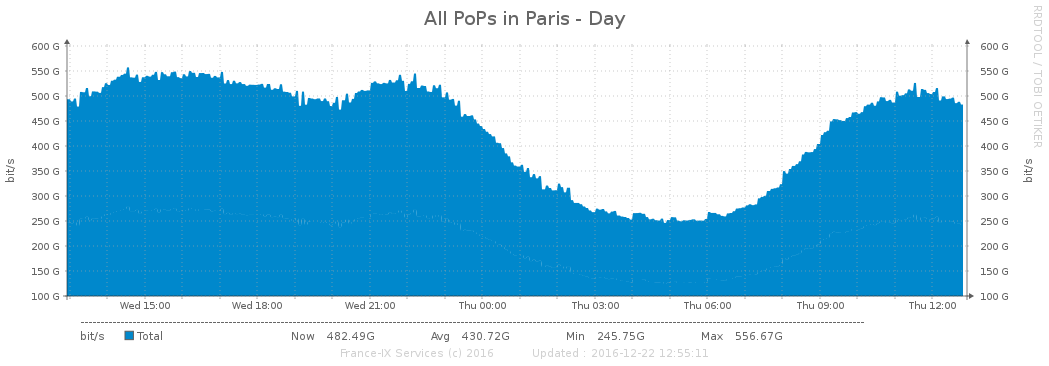 All PoPs in Paris - Day
RRDTOOL / TOBI OETIKER
600 G 600 G
550 G 550 G
500 G 500 G
450 G 450 G
400 G 400 G
350 G 350 G
300 G 300 G
250 G 250 G
200 G 200 G
150 G 150 G
100 G 100 G
bit/s
bit/s
Wed 15:00 Wed 18:00 Wed 21:00 Thu 00:00 Thu 03:00 Thu 06:00 Thu 09:00 Thu 12:00
bit/s Total Now 482.49G Avg 430.72G Min 245.75G Max 556.67G
France-IX Services (c) 2016 Updated : 2016-12-22 12:55:11